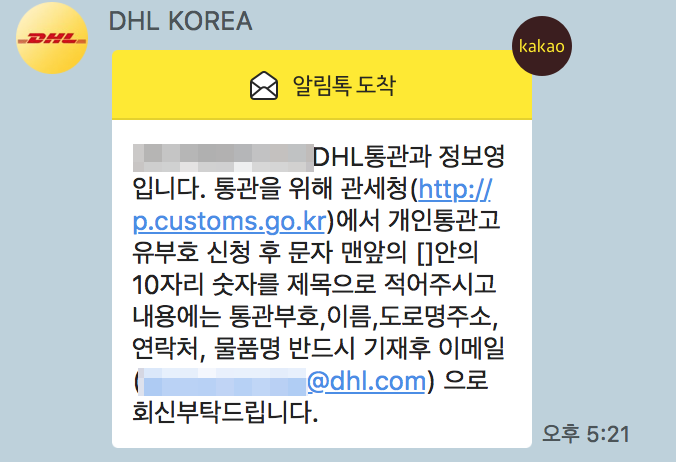 DHL
DHL KOREA
kakao
알림톡 도착
DHL통관과 정보영
입니다. 통관을 위해 관세청(http://
p.customs.go.kr)에서 개인통관고
유부호 신청 후 문자 맨앞의 []안의
10자리 숫자를 제목으로 적어주시고
내용에는 통관부호,이름,도로명주소,
연락처, 물품명 반드시 기재후 이메일
(@dhl.com) 으로
회신부탁드립니다.
오후 5:21